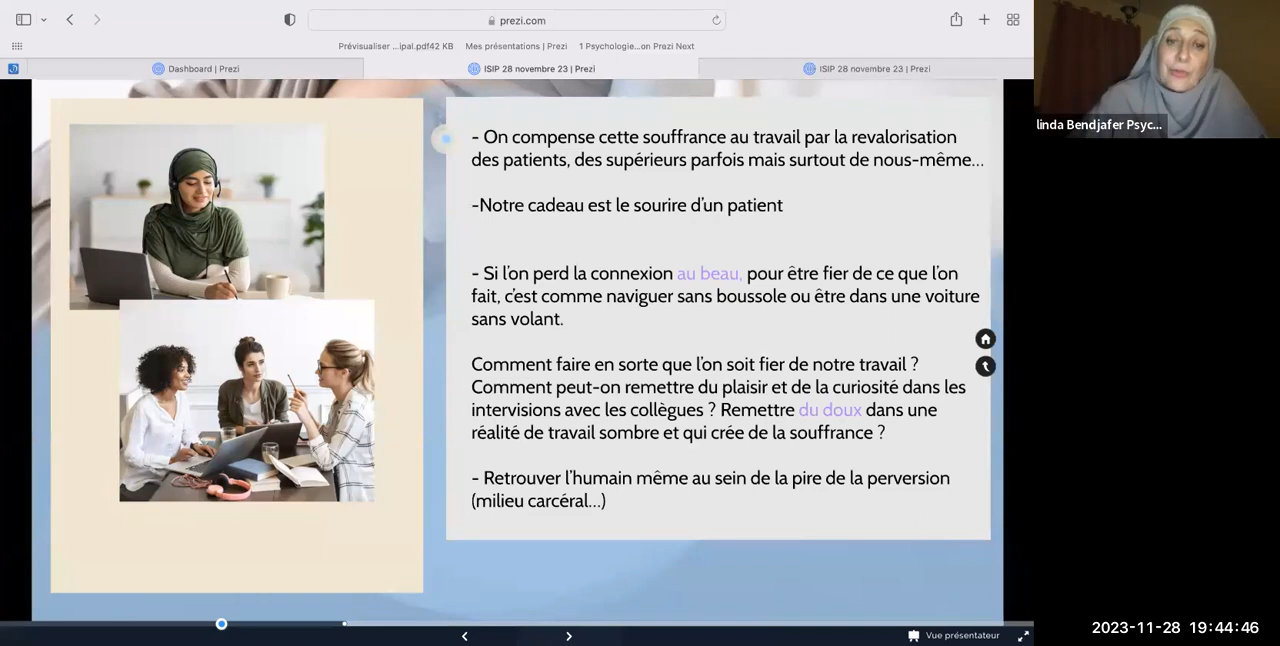 prezi.com
Prévisualiser ...ipal.pdf42 KB
Mes présentations | Prezi
1 Psychologie...on Prezi Next
Dashboard | Prezi
ISIP 28 novembre 23 | Prezi
ISIP 28 novembre 23 | Prezi
linda Bendjafer Psyc...
- On compense cette souffrance au travail par la revalorisation
des patients, des supérieurs parfois mais surtout de nous-même...
-Notre cadeau est le sourire d'un patient
- Si l'on perd la connexion au beau, pour être fier de ce que l'on
fait, c'est comme naviguer sans boussole ou être dans une voiture
sans volant.
Comment faire en sorte que l'on soit fier de notre travail ?
Comment peut-on remettre du plaisir et de la curiosité dans les
intervisions avec les collègues ? Remettre du doux dans une
réalité de travail sombre et qui crée de la souffrance ?
- Retrouver l'humain même au sein de la pire de la perversion
(milieu carcéral...)
Vue présentateur
2023-11-28 19:44:46